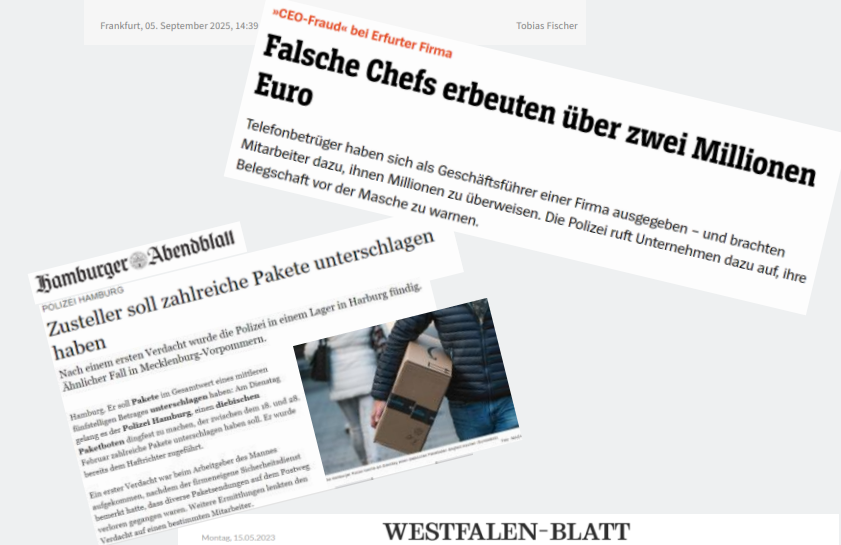 Frankfurt, 05. September 2025, 14:39
Tobias Fischer
»CEO-Fraud« bei Erfurter Firma
Falsche Chefs erbeuten über zwei Millionen
Euro
Telefonbetrüger haben sich als Geschäftsführer einer Firma ausgegeben – und brachten
Mitarbeiter dazu, ihnen Millionen zu überweisen. Die Polizei ruft Unternehmen dazu auf, ihre
Belegschaft vor der Masche zu warnen.
Hamburger Abendblatt
POLIZEI HAMBURG
Zusteller soll zahlreiche Pakete unterschlagen
haben
Nach einem ersten Verdacht wurde die Polizei in einem Lager in Harburg fündig.
Ähnlicher Fall in Mecklenburg-Vorpommern.
Hamburg. Er soll Pakete im Gesamtwert eines mittleren
fünfstelligen Betrages unterschlagen haben: Am Dienstag
gelang es der Polizei Hamburg, einen diebischen
Paketboten dingfest zu machen, der zwischen dem 18. und 28.
Februar zahlreiche Pakete unterschlagen haben soll. Er wurde
bereits dem Haftrichter zugeführt.
Ein erster Verdacht war beim Arbeitgeber des Mannes
aufgekommen, nachdem der firmeneigene Sicherheitsdienst
bemerkt hatte, dass diverse Paketsendungen auf dem Postweg
verloren gegangen waren. Weitere Ermittlungen lenkten den
Verdacht auf einen bestimmten Mitarbeiter.
Montag, 15.05.2023
WESTFALEN-BLATT